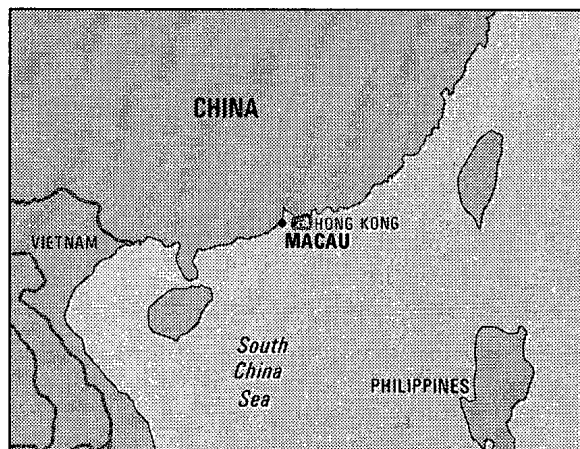 CHINA
HONG KONG
MACAU
VIETNAM
South
China
Sea
PHILIPPINES